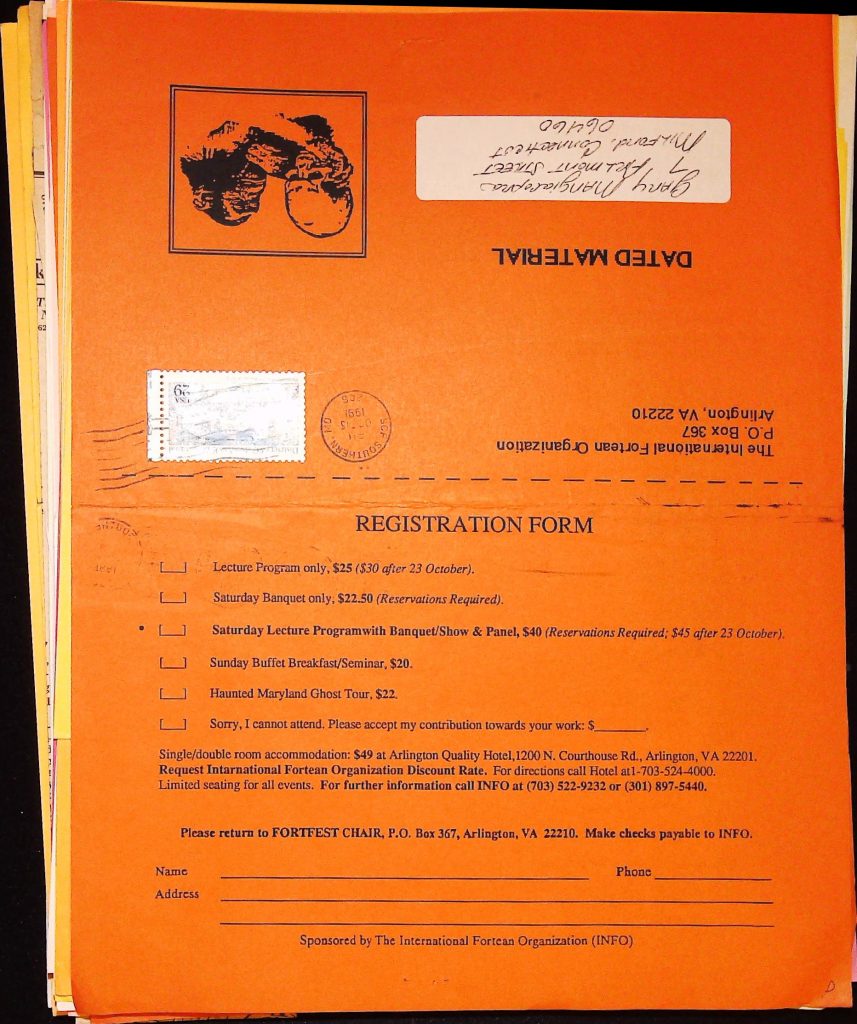 Gary Mangiacopra
7 Arlmont Street
Milford, Connecticut
06460
DATED MATERIAL
The International Fortean Organization
P.O. Box 367
Arlington, VA 22210
29
USA
SCF SOUTHERN, MD
1991
REGISTRATION FORM
[ ] Lecture Program only, $25 ($30 after 23 October).
[ ] Saturday Banquet only, $22.50 (Reservations Required).
• [ ] Saturday Lecture Programwith Banquet/Show & Panel, $40 (Reservations Required; $45 after 23 October).
[ ] Sunday Buffet Breakfast/Seminar, $20.
[ ] Haunted Maryland Ghost Tour, $22.
[ ] Sorry, I cannot attend. Please accept my contribution towards your work: $________.
Single/double room accommodation: $49 at Arlington Quality Hotel,1200 N. Courthouse Rd., Arlington, VA 22201.
Request Intarnational Fortean Organization Discount Rate. For directions call Hotel at1-703-524-4000.
Limited seating for all events. For further information call INFO at (703) 522-9232 or (301) 897-5440.
Please return to FORTFEST CHAIR, P.O. Box 367, Arlington, VA 22210. Make checks payable to INFO.
Name Phone
Address
Sponsored by The International Fortean Organization (INFO)
D